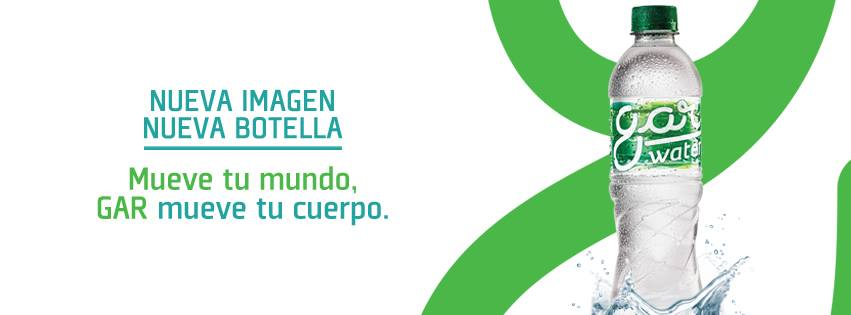 NUEVA IMAGEN
NUEVA BOTELLA
Mueve tu mundo,
GAR mueve tu cuerpo.
gar
water